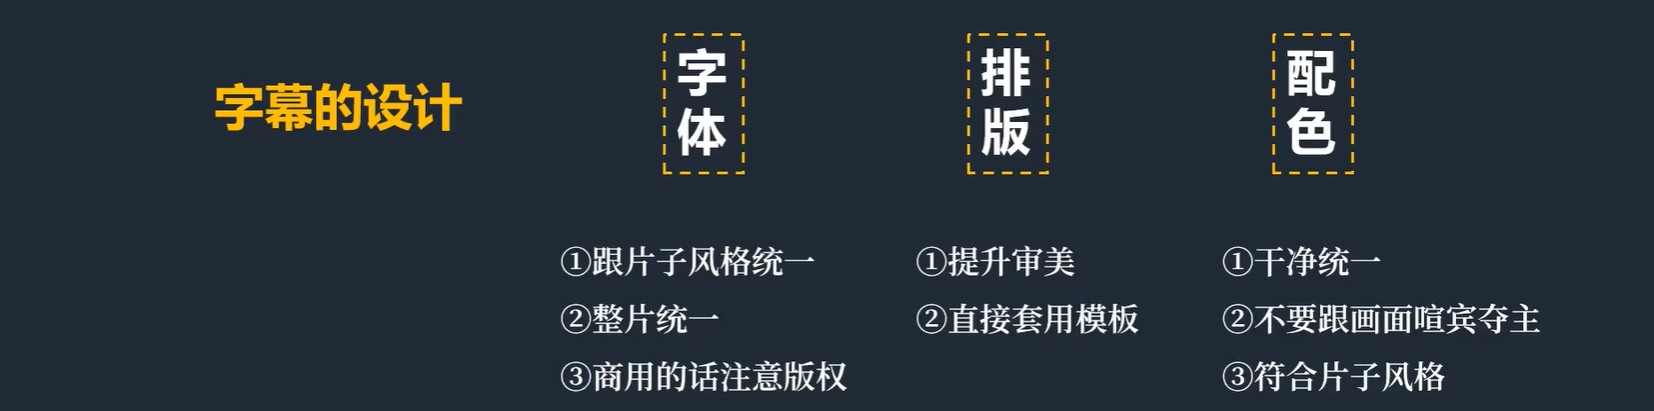 字幕的设计
字体
排版
配色
①跟片子风格统一
②整片统一
③商用的话注意版权
①提升审美
②直接套用模板
①干净统一
②不要跟画面喧宾夺主
③符合片子风格